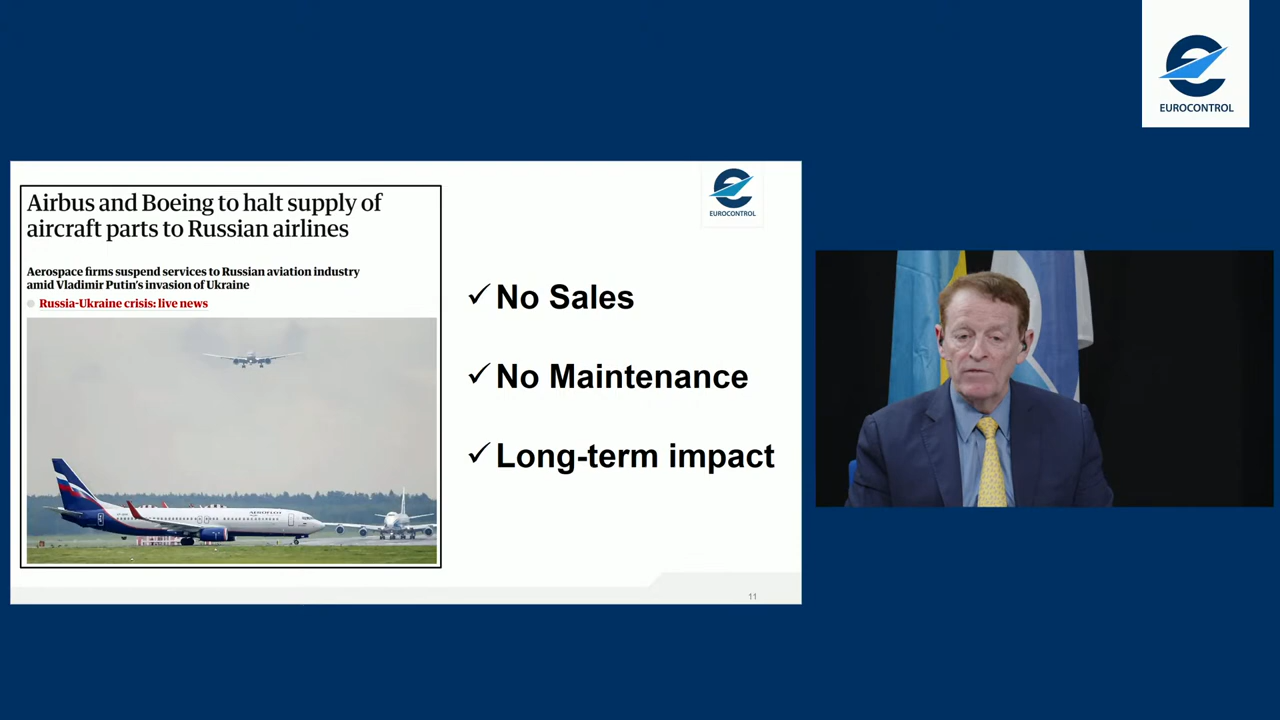 EUROCONTROL
Airbus and Boeing to halt supply of
aircraft parts to Russian airlines
EUROCONTROL
Aerospace firms suspend services to Russian aviation industry
amid Vladimir Putin's invasion of Ukraine
Russia-Ukraine crisis: live news
✓ No Sales
✓ No Maintenance
✓ Long-term impact
AEROFLOT
11